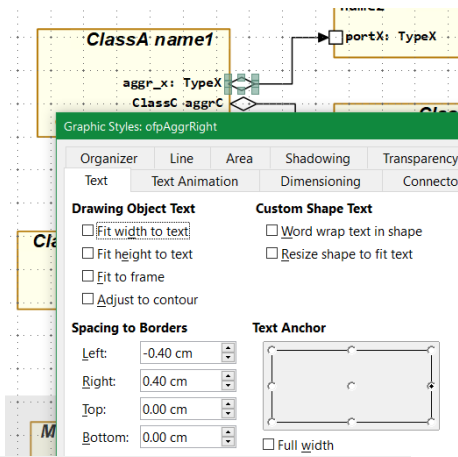 name2
ClassA name1
portX: TypeX
aggr_x: TypeX
ClassC aggrC
Graphic Styles: ofpAggrRight
Organizer Line Area Shadowing Transparency
Text Text Animation Dimensioning Connecto
Drawing Object Text Custom Shape Text
Fit width to text Word wrap text in shape
Fit height to text Resize shape to fit text
Fit to frame
Adjust to contour
Spacing to Borders Text Anchor
Left: -0.40 cm
Right: 0.40 cm
Top: 0.00 cm
Bottom: 0.00 cm
Full width